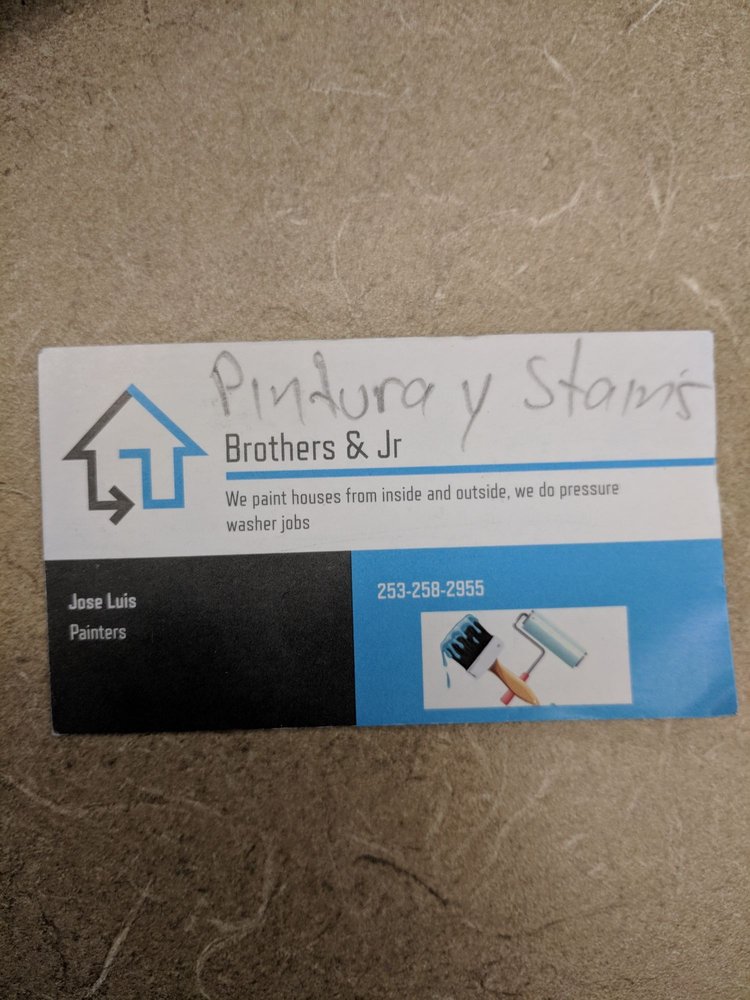 Pintura y Stains
Brothers & Jr
We paint houses from inside and outside, we do pressure
washer jobs
Jose Luis
Painters
253-258-2955